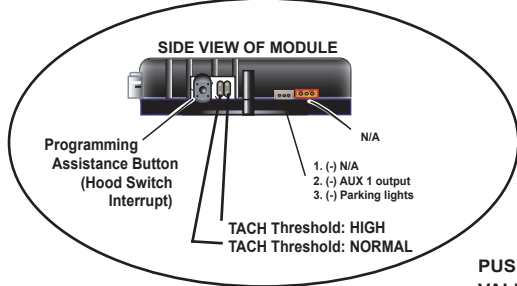 SIDE VIEW OF MODULE
Programming
Assistance Button
(Hood Switch
Interrupt)
N/A
1. (-) N/A
2. (-) AUX 1 output
3. (-) Parking lights
TACH Threshold: HIGH
TACH Threshold: NORMAL
PUS